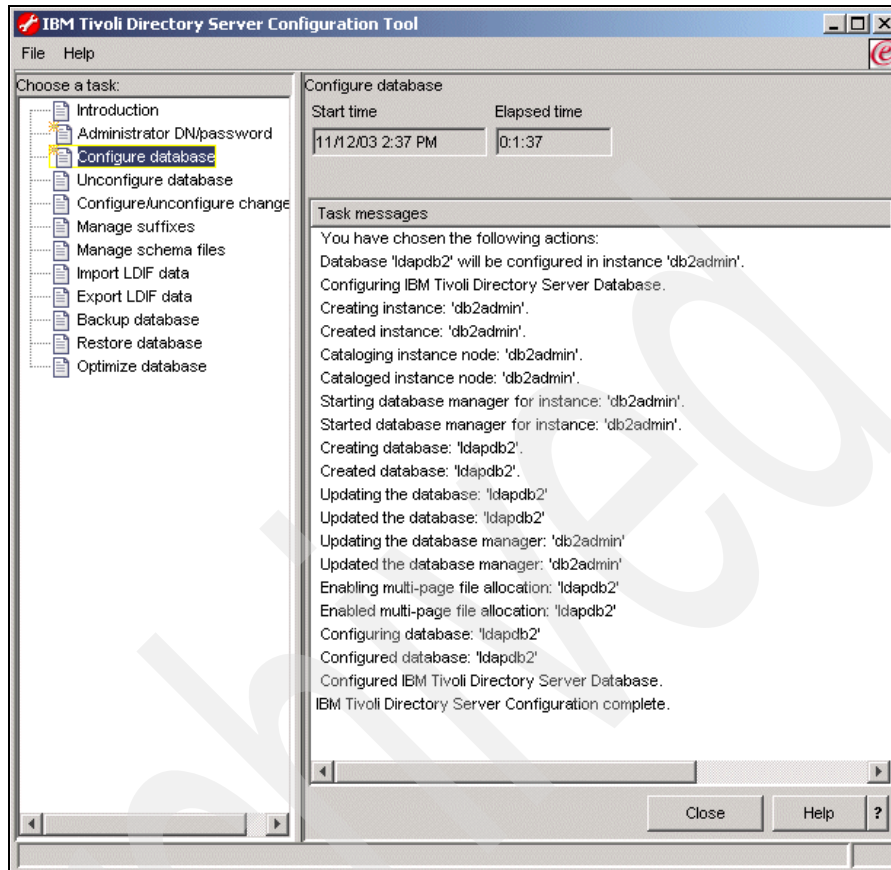 IBM Tivoli Directory Server Configuration Tool
File Help
Choose a task:
Introduction
Administrator DN/password
Configure database
Unconfigure database
Configure/unconfigure change
Manage suffixes
Manage schema files
Import LDIF data
Export LDIF data
Backup database
Restore database
Optimize database
Configure database
Start time Elapsed time
11/12/03 2:37 PM 0:1:37
Task messages
You have chosen the following actions:
Database 'ldapdb2' will be configured in instance 'db2admin'.
Configuring IBM Tivoli Directory Server Database.
Creating instance: 'db2admin'.
Created instance: 'db2admin'.
Cataloging instance node: 'db2admin'.
Cataloged instance node: 'db2admin'.
Starting database manager for instance: 'db2admin'.
Started database manager for instance: 'db2admin'.
Creating database: 'ldapdb2'.
Created database: 'ldapdb2'.
Updating the database: 'ldapdb2'
Updated the database: 'ldapdb2'
Updating the database manager: 'db2admin'
Updated the database manager: 'db2admin'
Enabling multi-page file allocation: 'ldapdb2'
Enabled multi-page file allocation: 'ldapdb2'
Configuring database: 'ldapdb2'
Configured database: 'ldapdb2'
Configured IBM Tivoli Directory Server Database.
IBM Tivoli Directory Server Configuration complete.
Close Help ?